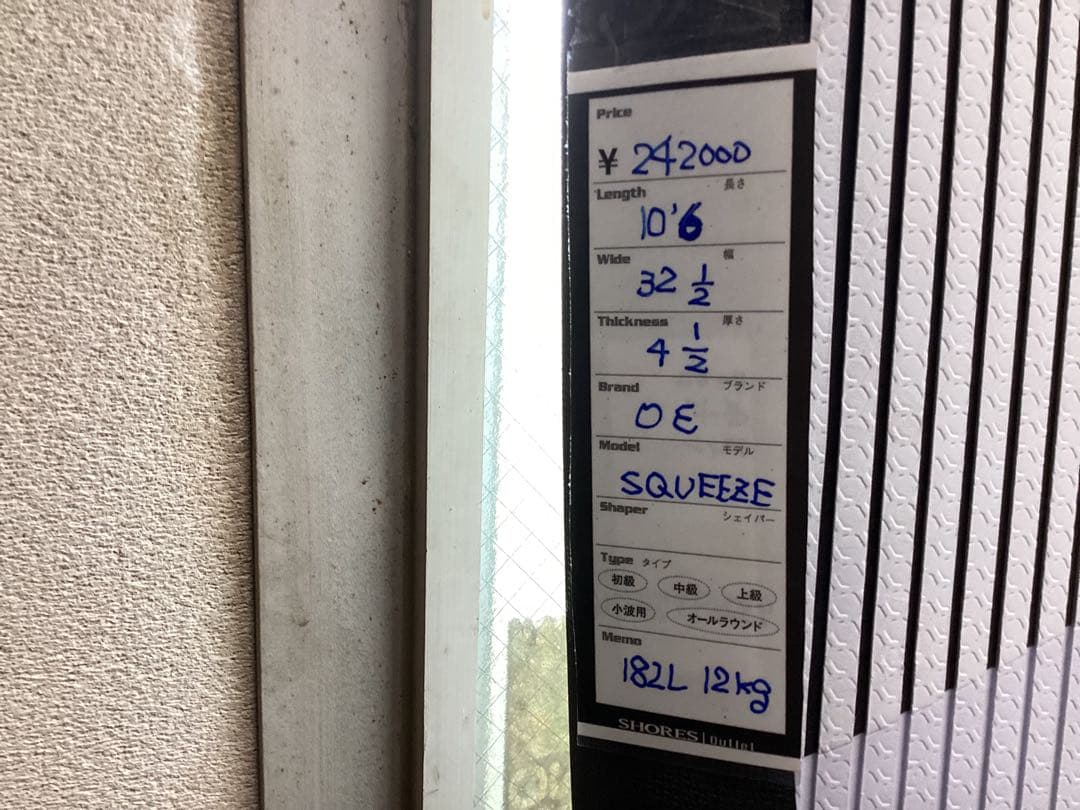 Price
¥ 242000
Length 長さ
10'6
Wide 幅
32 1/2
Thickness 厚さ
4 1/2
Brand ブランド
OE
Model モデル
SQUEEZE
Shaper シェイパー
Type タイプ
初級 中級 上級
小波用 オールラウンド
Memo
182L 12kg
SHORES | Outlet